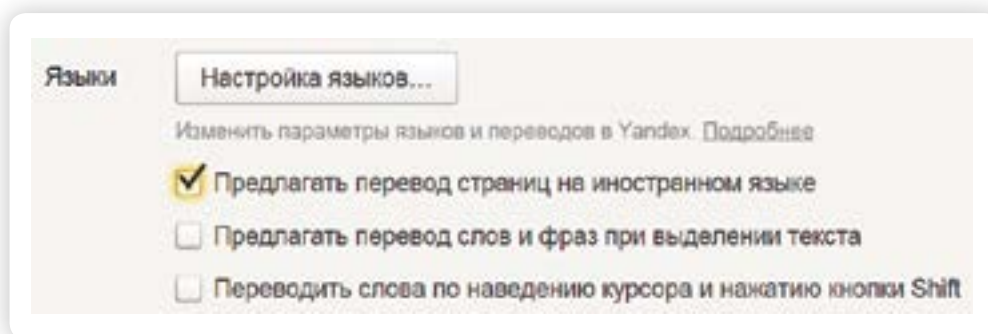 Языки Настройка языков...
Изменить параметры языков и переводов в Yandex. Подробнее
Предлагать перевод страниц на иностранном языке
Предлагать перевод слов и фраз при выделении текста
Переводить слова по наведению курсора и нажатию кнопки Shift